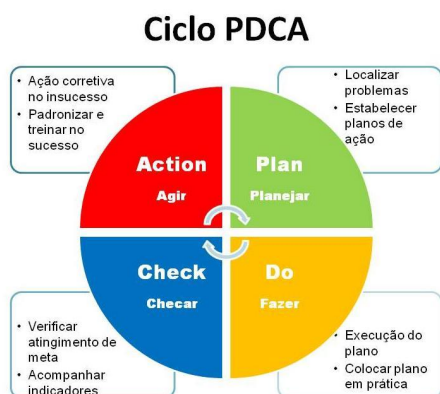 Ciclo PDCA
• Ação corretiva
no insucesso
• Padronizar e
treinar no
sucesso
• Localizar
problemas
• Estabelecer
planos de
ação
Action
Agir
Plan
Planejar
Check
Checar
Do
Fazer
• Verificar
atingimento de
meta
• Acompanhar
indicadores
• Execução do
plano
• Colocar plano
em prática